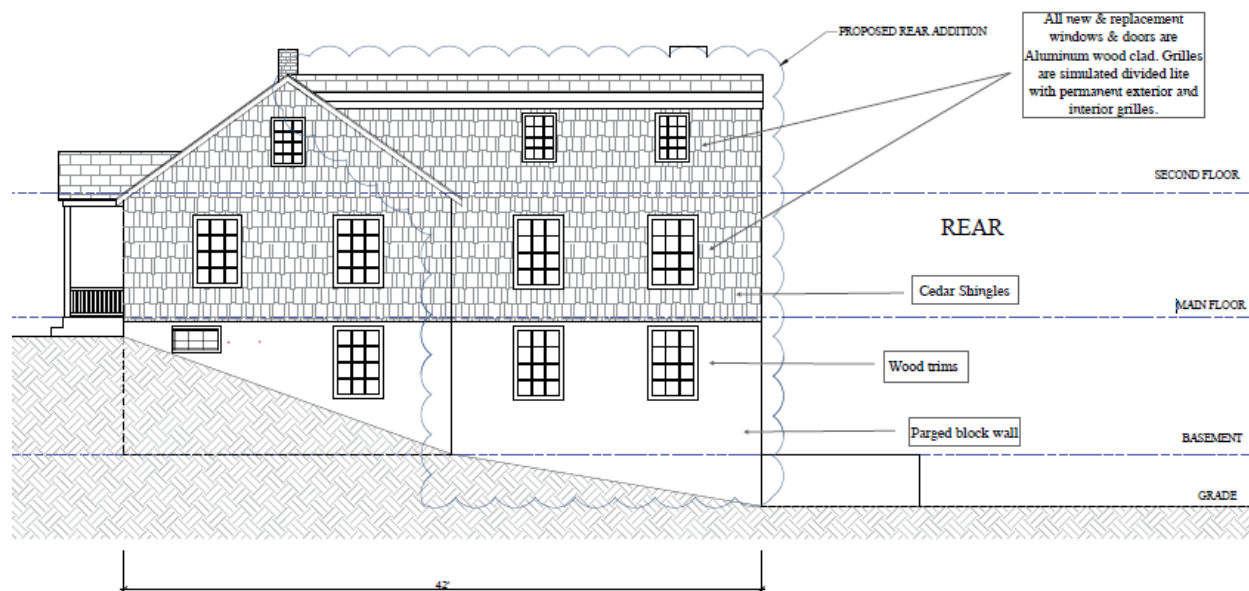 PROPOSED REAR ADDITION
All new & replacement
windows & doors are
Aluminum wood clad. Grilles
are simulated divided lite
with permanent exterior and
interior grilles.
SECOND FLOOR
REAR
Cedar Shingles
MAIN FLOOR
Wood trims
Parged block wall
BASEMENT
GRADE
42'